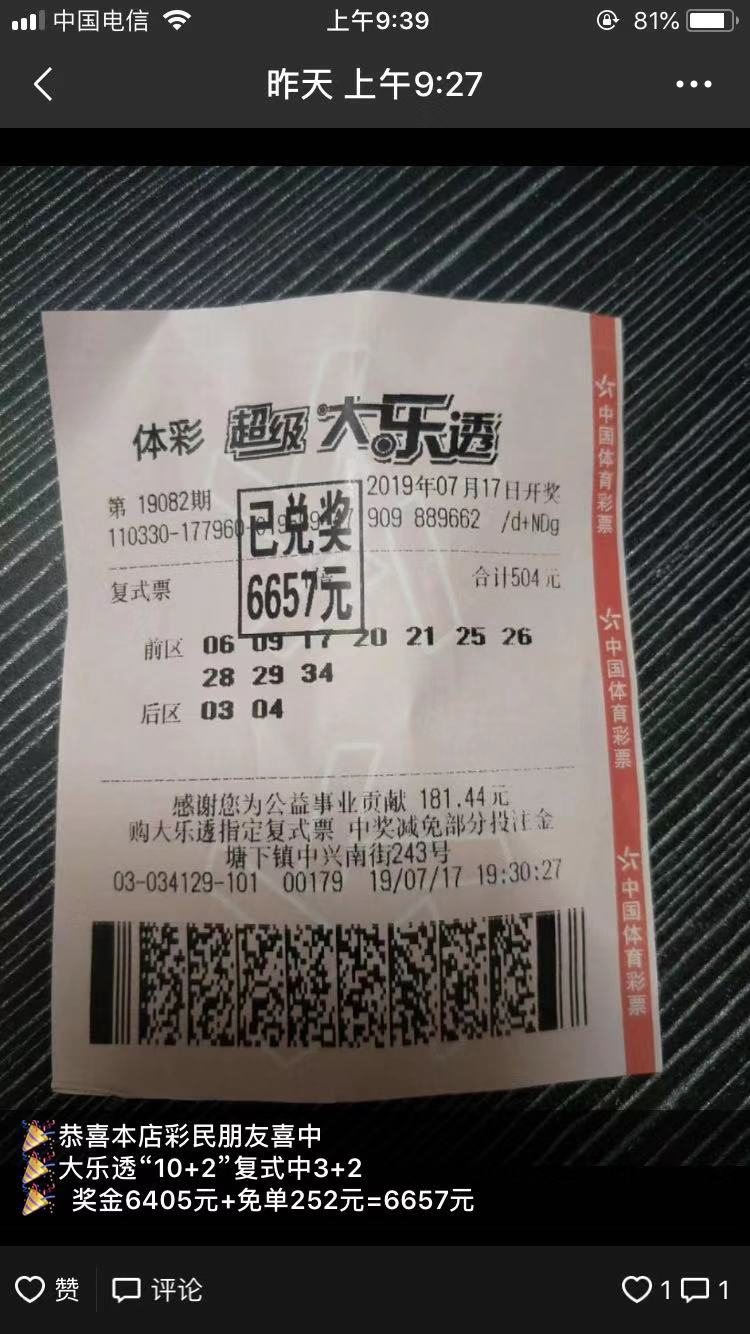 中国电信 上午9:39 81%
昨天 上午9:27
体彩 超级大乐透
第 19082期 2019年07月17日开奖
110330-177960- 909 889662 /d+NDg
已兑奖
6657元
复式票 合计504元
前区 06 09 17 20 21 25 26
28 29 34
后区 03 04
感谢您为公益事业贡献 181.44元
购大乐透指定复式票 中奖减免部分投注金
塘下镇中兴南街243号
03-034129-101 00179 19/07/17 19:30:27
中国体育彩票
中国体育彩票
中国体育彩票
恭喜本店彩民朋友喜中
大乐透“10+2”复式中3+2
奖金6405元+免单252元=6657元
赞 评论 1 1